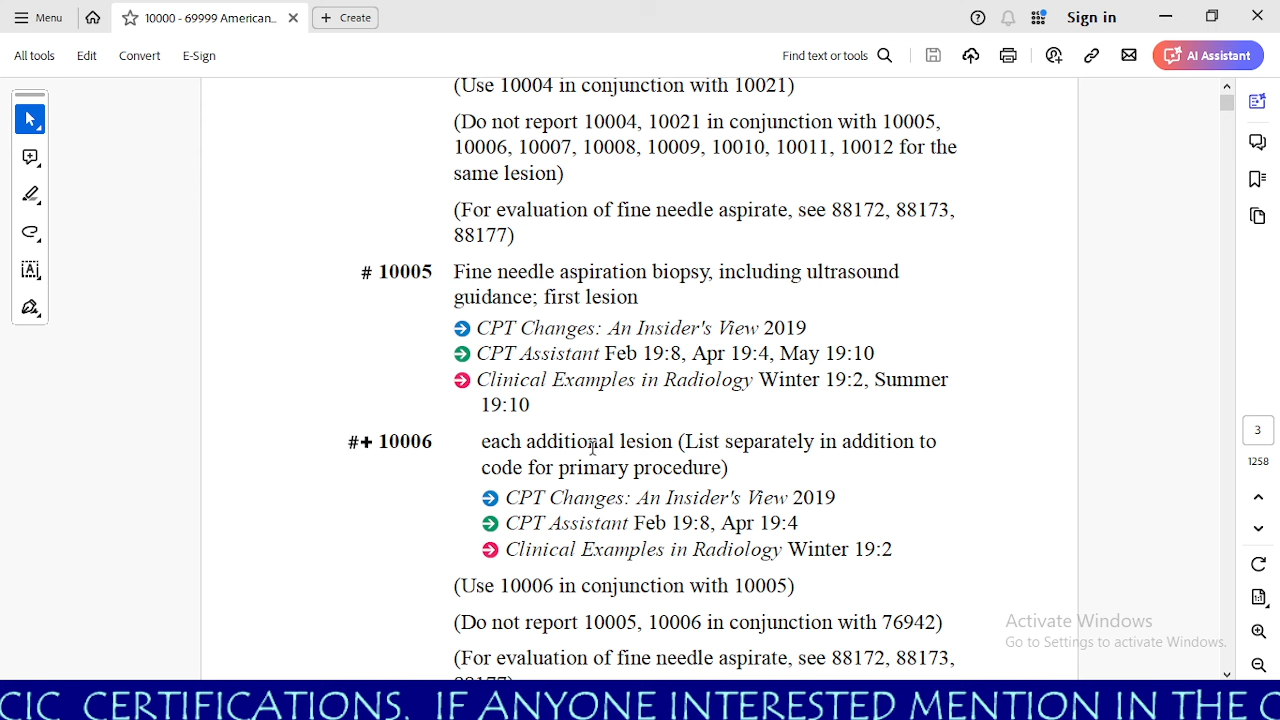 Menu
10000 - 69999 American...
Create
Sign in
All tools Edit Convert E-Sign
Find text or tools
AI Assistant
(Use 10004 in conjunction with 10021)
(Do not report 10004, 10021 in conjunction with 10005,
10006, 10007, 10008, 10009, 10010, 10011, 10012 for the
same lesion)
(For evaluation of fine needle aspirate, see 88172, 88173,
88177)
# 10005 Fine needle aspiration biopsy, including ultrasound
guidance; first lesion
CPT Changes: An Insider's View 2019
CPT Assistant Feb 19:8, Apr 19:4, May 19:10
Clinical Examples in Radiology Winter 19:2, Summer
19:10
#+ 10006 each additional lesion (List separately in addition to
code for primary procedure)
CPT Changes: An Insider's View 2019
CPT Assistant Feb 19:8, Apr 19:4
Clinical Examples in Radiology Winter 19:2
(Use 10006 in conjunction with 10005)
(Do not report 10005, 10006 in conjunction with 76942)
(For evaluation of fine needle aspirate, see 88172, 88173,
88177)
3
1258
Activate Windows
Go to Settings to activate Windows.
CIC CERTIFICATIONS. IF ANYONE INTERESTED MENTION IN THE C